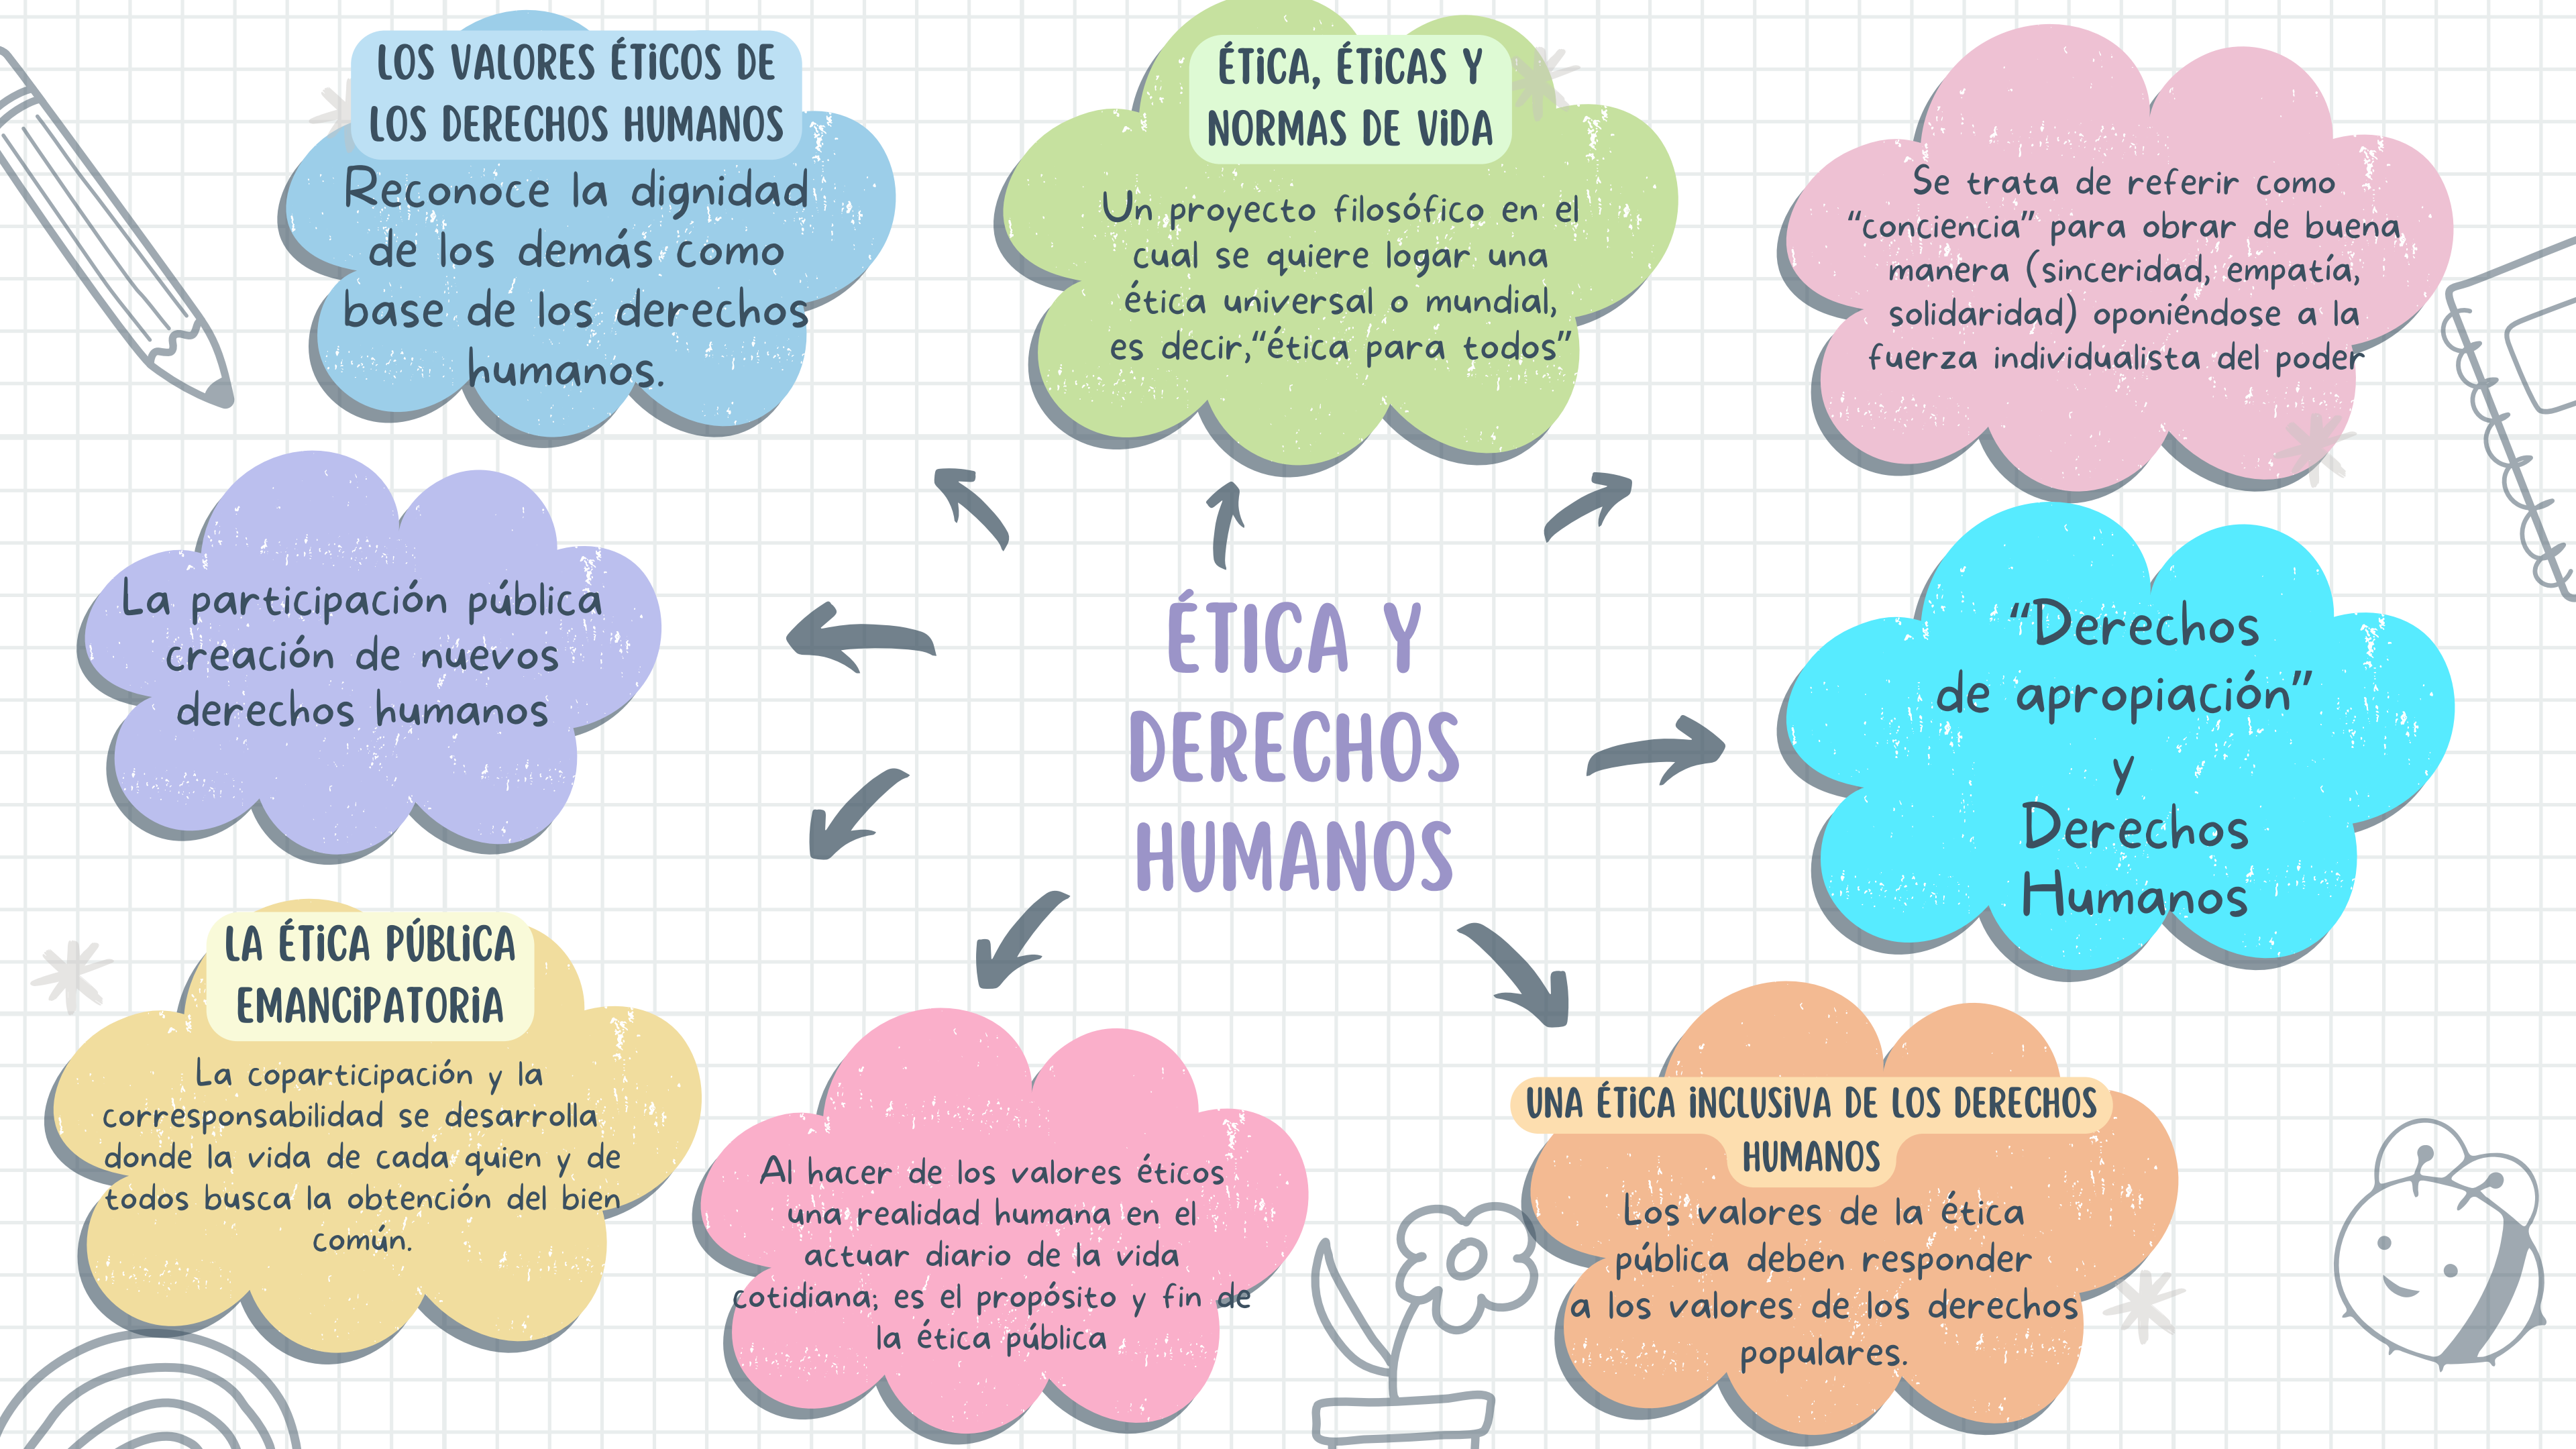 LOS VALORES ÉTICOS DE
LOS DERECHOS HUMANOS
Reconoce la dignidad
de los demás como
base de los derechos
humanos.
ÉTICA, ÉTICAS Y
NORMAS DE VIDA
Un proyecto filosófico en el
cual se quiere logar una
ética universal o mundial,
es decir,“ética para todos”
Se trata de referir como
“conciencia” para obrar de buena
manera (sinceridad, empatía,
solidaridad) oponiéndose a la
fuerza individualista del poder
La participación pública
creación de nuevos
derechos humanos
ÉTICA Y
DERECHOS
HUMANOS
“Derechos
de apropiación”
y
Derechos
Humanos
LA ÉTICA PÚBLICA
EMANCIPATORIA
La coparticipación y la
corresponsabilidad se desarrolla
donde la vida de cada quien y de
todos busca la obtención del bien
común.
Al hacer de los valores éticos
una realidad humana en el
actuar diario de la vida
cotidiana; es el propósito y fin de
la ética pública
UNA ÉTICA INCLUSIVA DE LOS DERECHOS
HUMANOS
Los valores de la ética
pública deben responder
a los valores de los derechos
populares.